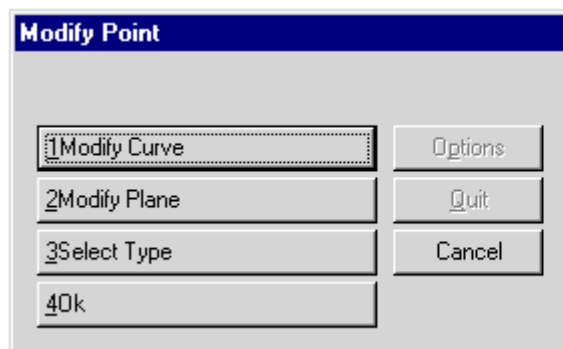 Modify Point
1Modify Curve
Options
2Modify Plane
Quit
3Select Type
Cancel
4Ok